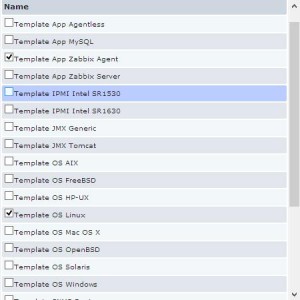 Name
Template App Agentless
Template App MySQL
Template App Zabbix Agent
Template App Zabbix Server
Template IPMI Intel SR1530
Template IPMI Intel SR1630
Template JMX Generic
Template JMX Tomcat
Template OS AIX
Template OS FreeBSD
Template OS HP-UX
Template OS Linux
Template OS Mac OS X
Template OS OpenBSD
Template OS Solaris
Template OS Windows